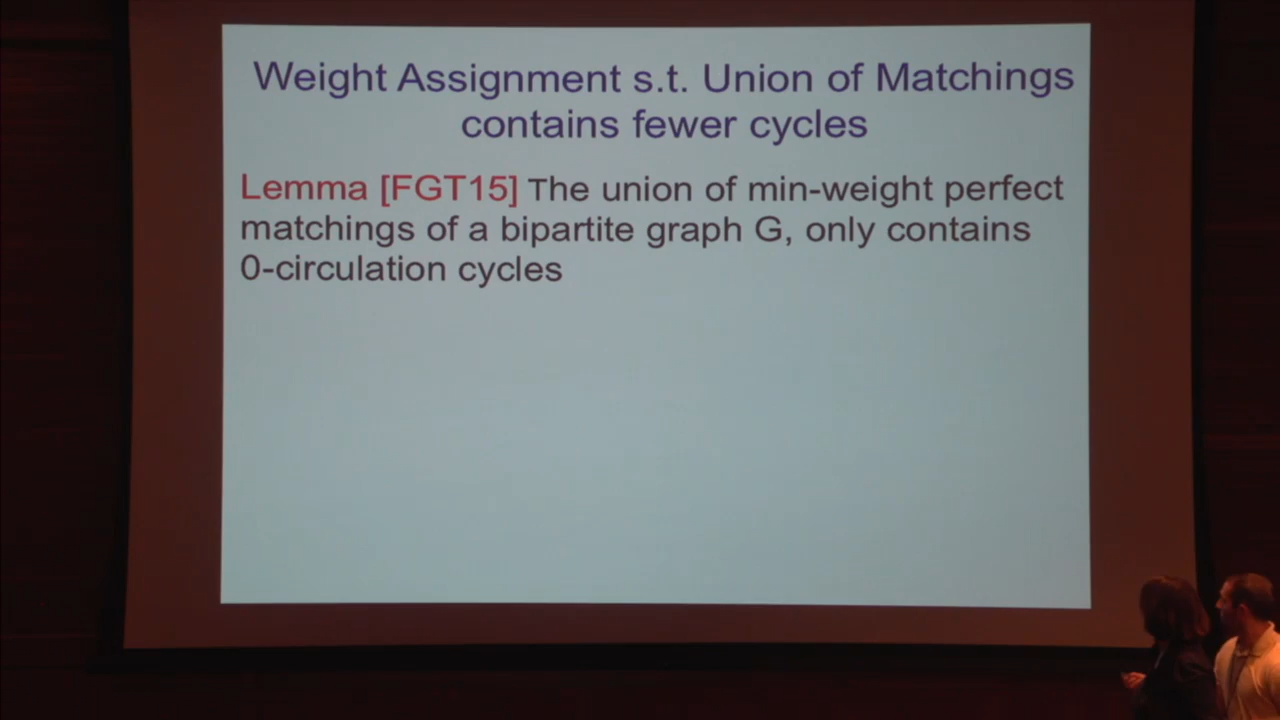 Weight Assignment s.t. Union of Matchings
contains fewer cycles
Lemma [FGT15] The union of min-weight perfect
matchings of a bipartite graph G, only contains
0-circulation cycles